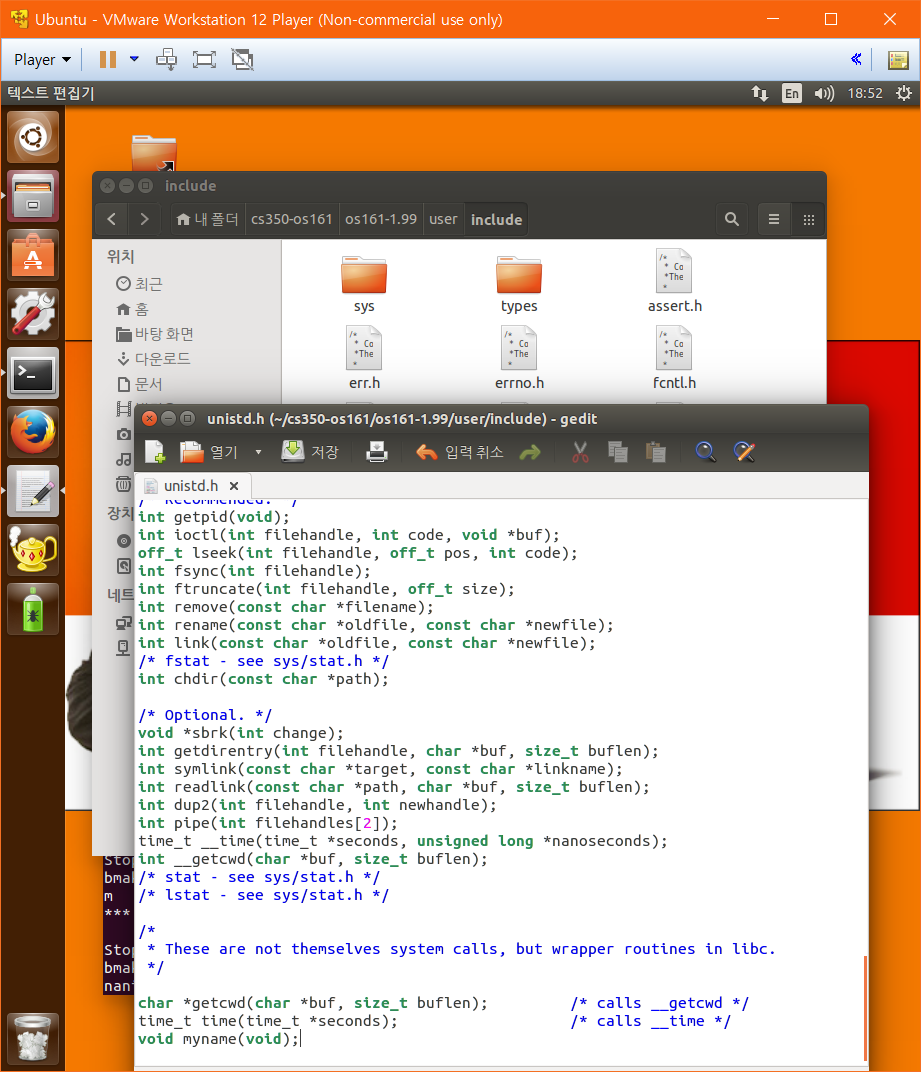 Ubuntu - VMware Workstation 12 Player (Non-commercial use only)
Player
텍스트 편집기
En
18:52
include
내 폴더 cs350-os161 os161-1.99 user include
위치
최근
홈
바탕 화면
다운로드
문서
장치
네트
sys types assert.h
err.h errno.h fcntl.h
unistd.h (~/cs350-os161/os161-1.99/user/include) - gedit
열기 저장 입력 취소
unistd.h
/* Recommended. */
int getpid(void);
int ioctl(int filehandle, int code, void *buf);
off_t lseek(int filehandle, off_t pos, int code);
int fsync(int filehandle);
int ftruncate(int filehandle, off_t size);
int remove(const char *filename);
int rename(const char *oldfile, const char *newfile);
int link(const char *oldfile, const char *newfile);
/* fstat - see sys/stat.h */
int chdir(const char *path);
/* Optional. */
void *sbrk(int change);
int getdirentry(int filehandle, char *buf, size_t buflen);
int symlink(const char *target, const char *linkname);
int readlink(const char *path, char *buf, size_t buflen);
int dup2(int filehandle, int newhandle);
int pipe(int filehandles[2]);
time_t __time(time_t *seconds, unsigned long *nanoseconds);
int __getcwd(char *buf, size_t buflen);
/* stat - see sys/stat.h */
/* lstat - see sys/stat.h */
/*
* These are not themselves system calls, but wrapper routines in libc.
*/
char *getcwd(char *buf, size_t buflen); /* calls __getcwd */
time_t time(time_t *seconds); /* calls __time */
void myname(void);
Stop
bmak
m
***
Stop
bmak
nan